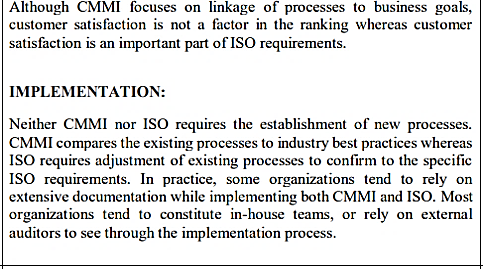 Although CMMI focuses on linkage of processes to business goals,
customer satisfaction is not a factor in the ranking whereas customer
satisfaction is an important part of ISO requirements.
IMPLEMENTATION:
Neither CMMI nor ISO requires the establishment of new processes.
CMMI compares the existing processes to industry best practices whereas
ISO requires adjustment of existing processes to confirm to the specific
ISO requirements. In practice, some organizations tend to rely on
extensive documentation while implementing both CMMI and ISO. Most
organizations tend to constitute in-house teams, or rely on external
auditors to see through the implementation process.